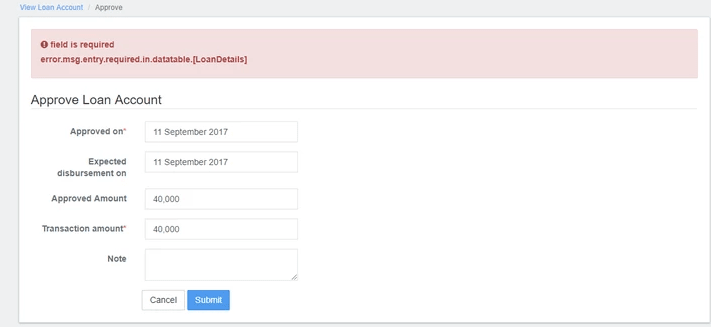 View Loan Account / Approve
field is required
error.msg.entry.required.in.datatable.[LoanDetails]
Approve Loan Account
Approved on* 11 September 2017
Expected disbursement on 11 September 2017
Approved Amount 40,000
Transaction amount* 40,000
Note
Cancel Submit